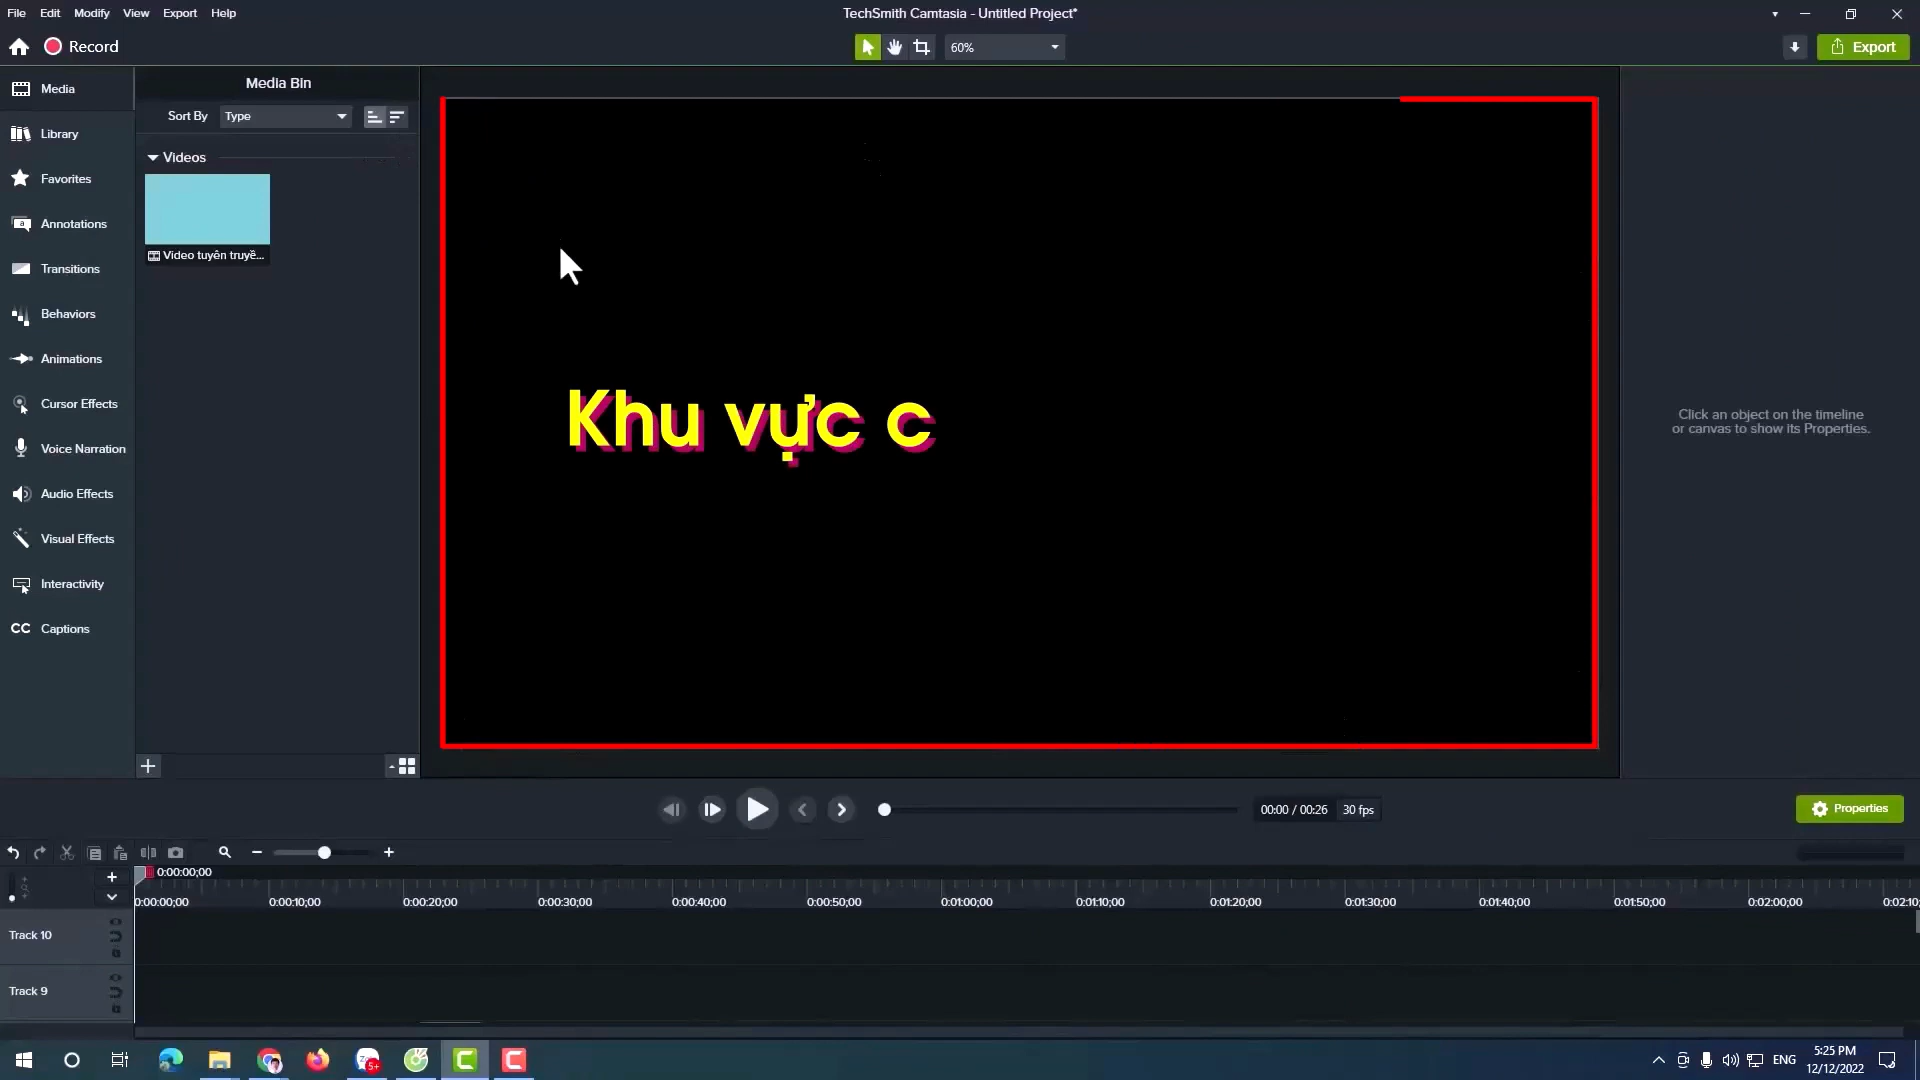 File Edit Modify View Export Help
TechSmith Camtasia - Untitled Project*
Record
60%
Export
Media
Library
Favorites
Annotations
Transitions
Behaviors
Animations
Cursor Effects
Voice Narration
Audio Effects
Visual Effects
Interactivity
CC Captions
Media Bin
Sort By Type
Videos
Video tuyên truyề...
Khu vực c
Click an object on the timeline
or canvas to show its Properties.
00:00 / 00:26 30 fps
Properties
0:00:00;00
0:00:00;00 0:00:10;00 0:00:20;00 0:00:30;00 0:00:40;00 0:00:50;00 0:01:00;00 0:01:10;00 0:01:20;00 0:01:30;00 0:01:40;00 0:01:50;00 0:02:00;00 0:02:10;
Track 10
Track 9
5+
ENG
5:25 PM
12/12/2022